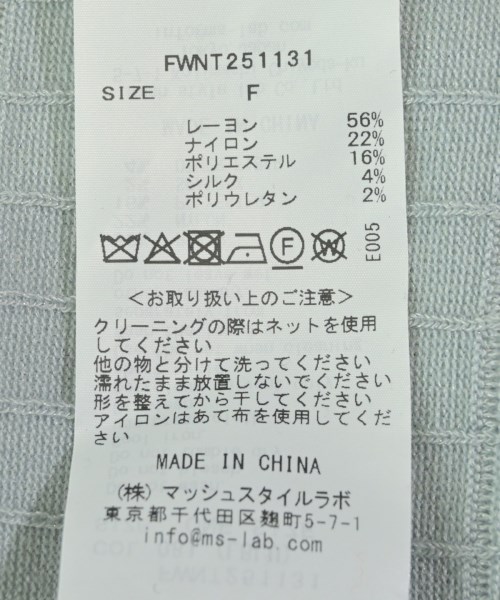 FWNT251131
SIZE F
レーヨン 56%
ナイロン 22%
ポリエステル 16%
シルク 4%
ポリウレタン 2%
F W
E005
＜お取り扱い上のご注意＞
クリーニングの際はネットを使用
してください
他の物と分けて洗ってください
濡れたまま放置しないでください
形を整えてから干してください
アイロンはあて布を使用してくだ
さい
MADE IN CHINA
(株) マッシュスタイルラボ
東京都千代田区麹町5-7-1
info@ms-lab.com